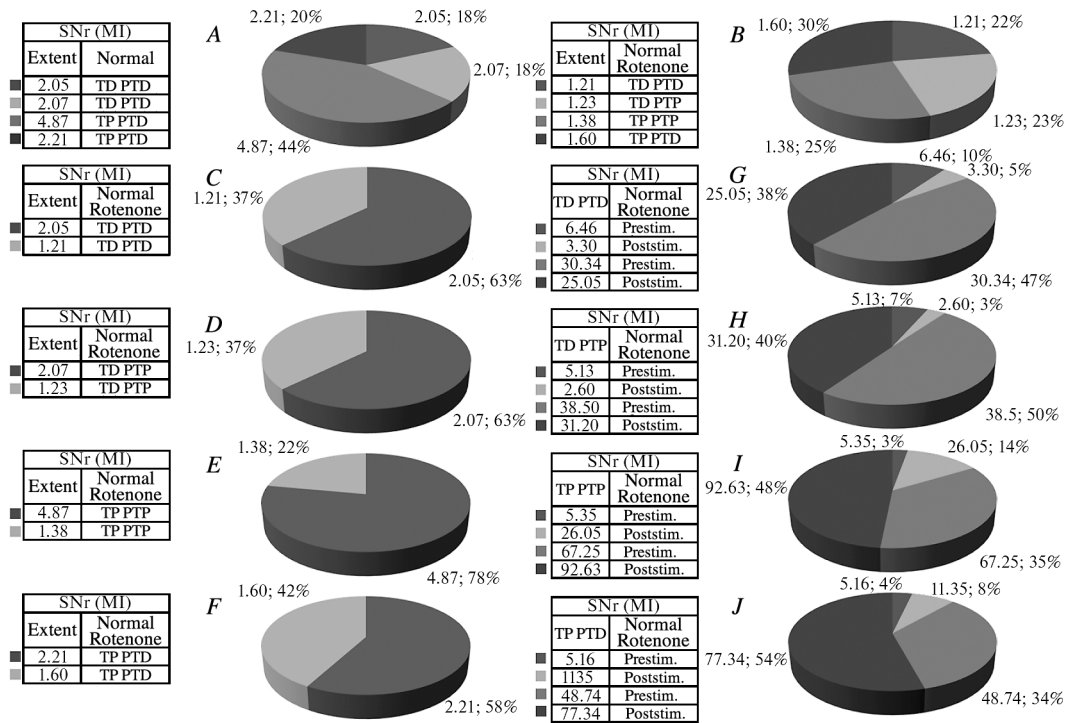 SNr (MI)
Extent Normal
2.05 TD PTD
2.07 TD PTD
4.87 TP PTD
2.21 TP PTD
A
2.21; 20%
2.05; 18%
2.07; 18%
4.87; 44%
SNr (MI)
Extent Normal Rotenone
1.21 TD PTD
1.23 TD PTP
1.38 TP PTP
1.60 TP PTD
B
1.60; 30%
1.21; 22%
1.23; 23%
1.38; 25%
SNr (MI)
Extent Normal Rotenone
2.05 TD PTD
1.21 TD PTD
C
1.21; 37%
2.05; 63%
SNr (MI)
TD PTD Normal Rotenone
6.46 Prestim.
3.30 Poststim.
30.34 Prestim.
25.05 Poststim.
G
6.46; 10%
3.30; 5%
25.05; 38%
30.34; 47%
SNr (MI)
Extent Normal Rotenone
2.07 TD PTP
1.23 TD PTP
D
1.23; 37%
2.07; 63%
SNr (MI)
TD PTP Normal Rotenone
5.13 Prestim.
2.60 Poststim.
38.50 Prestim.
31.20 Poststim.
H
5.13; 7%
2.60; 3%
31.20; 40%
38.5; 50%
SNr (MI)
Extent Normal Rotenone
4.87 TP PTP
1.38 TP PTP
E
1.38; 22%
4.87; 78%
SNr (MI)
TP PTP Normal Rotenone
5.35 Prestim.
26.05 Poststim.
67.25 Prestim.
92.63 Poststim.
I
5.35; 3%
26.05; 14%
92.63; 48%
67.25; 35%
SNr (MI)
Extent Normal Rotenone
2.21 TP PTD
1.60 TP PTD
F
1.60; 42%
2.21; 58%
SNr (MI)
TP PTD Normal Rotenone
5.16 Prestim.
1135 Poststim.
48.74 Prestim.
77.34 Poststim.
J
5.16; 4%
11.35; 8%
77.34; 54%
48.74; 34%